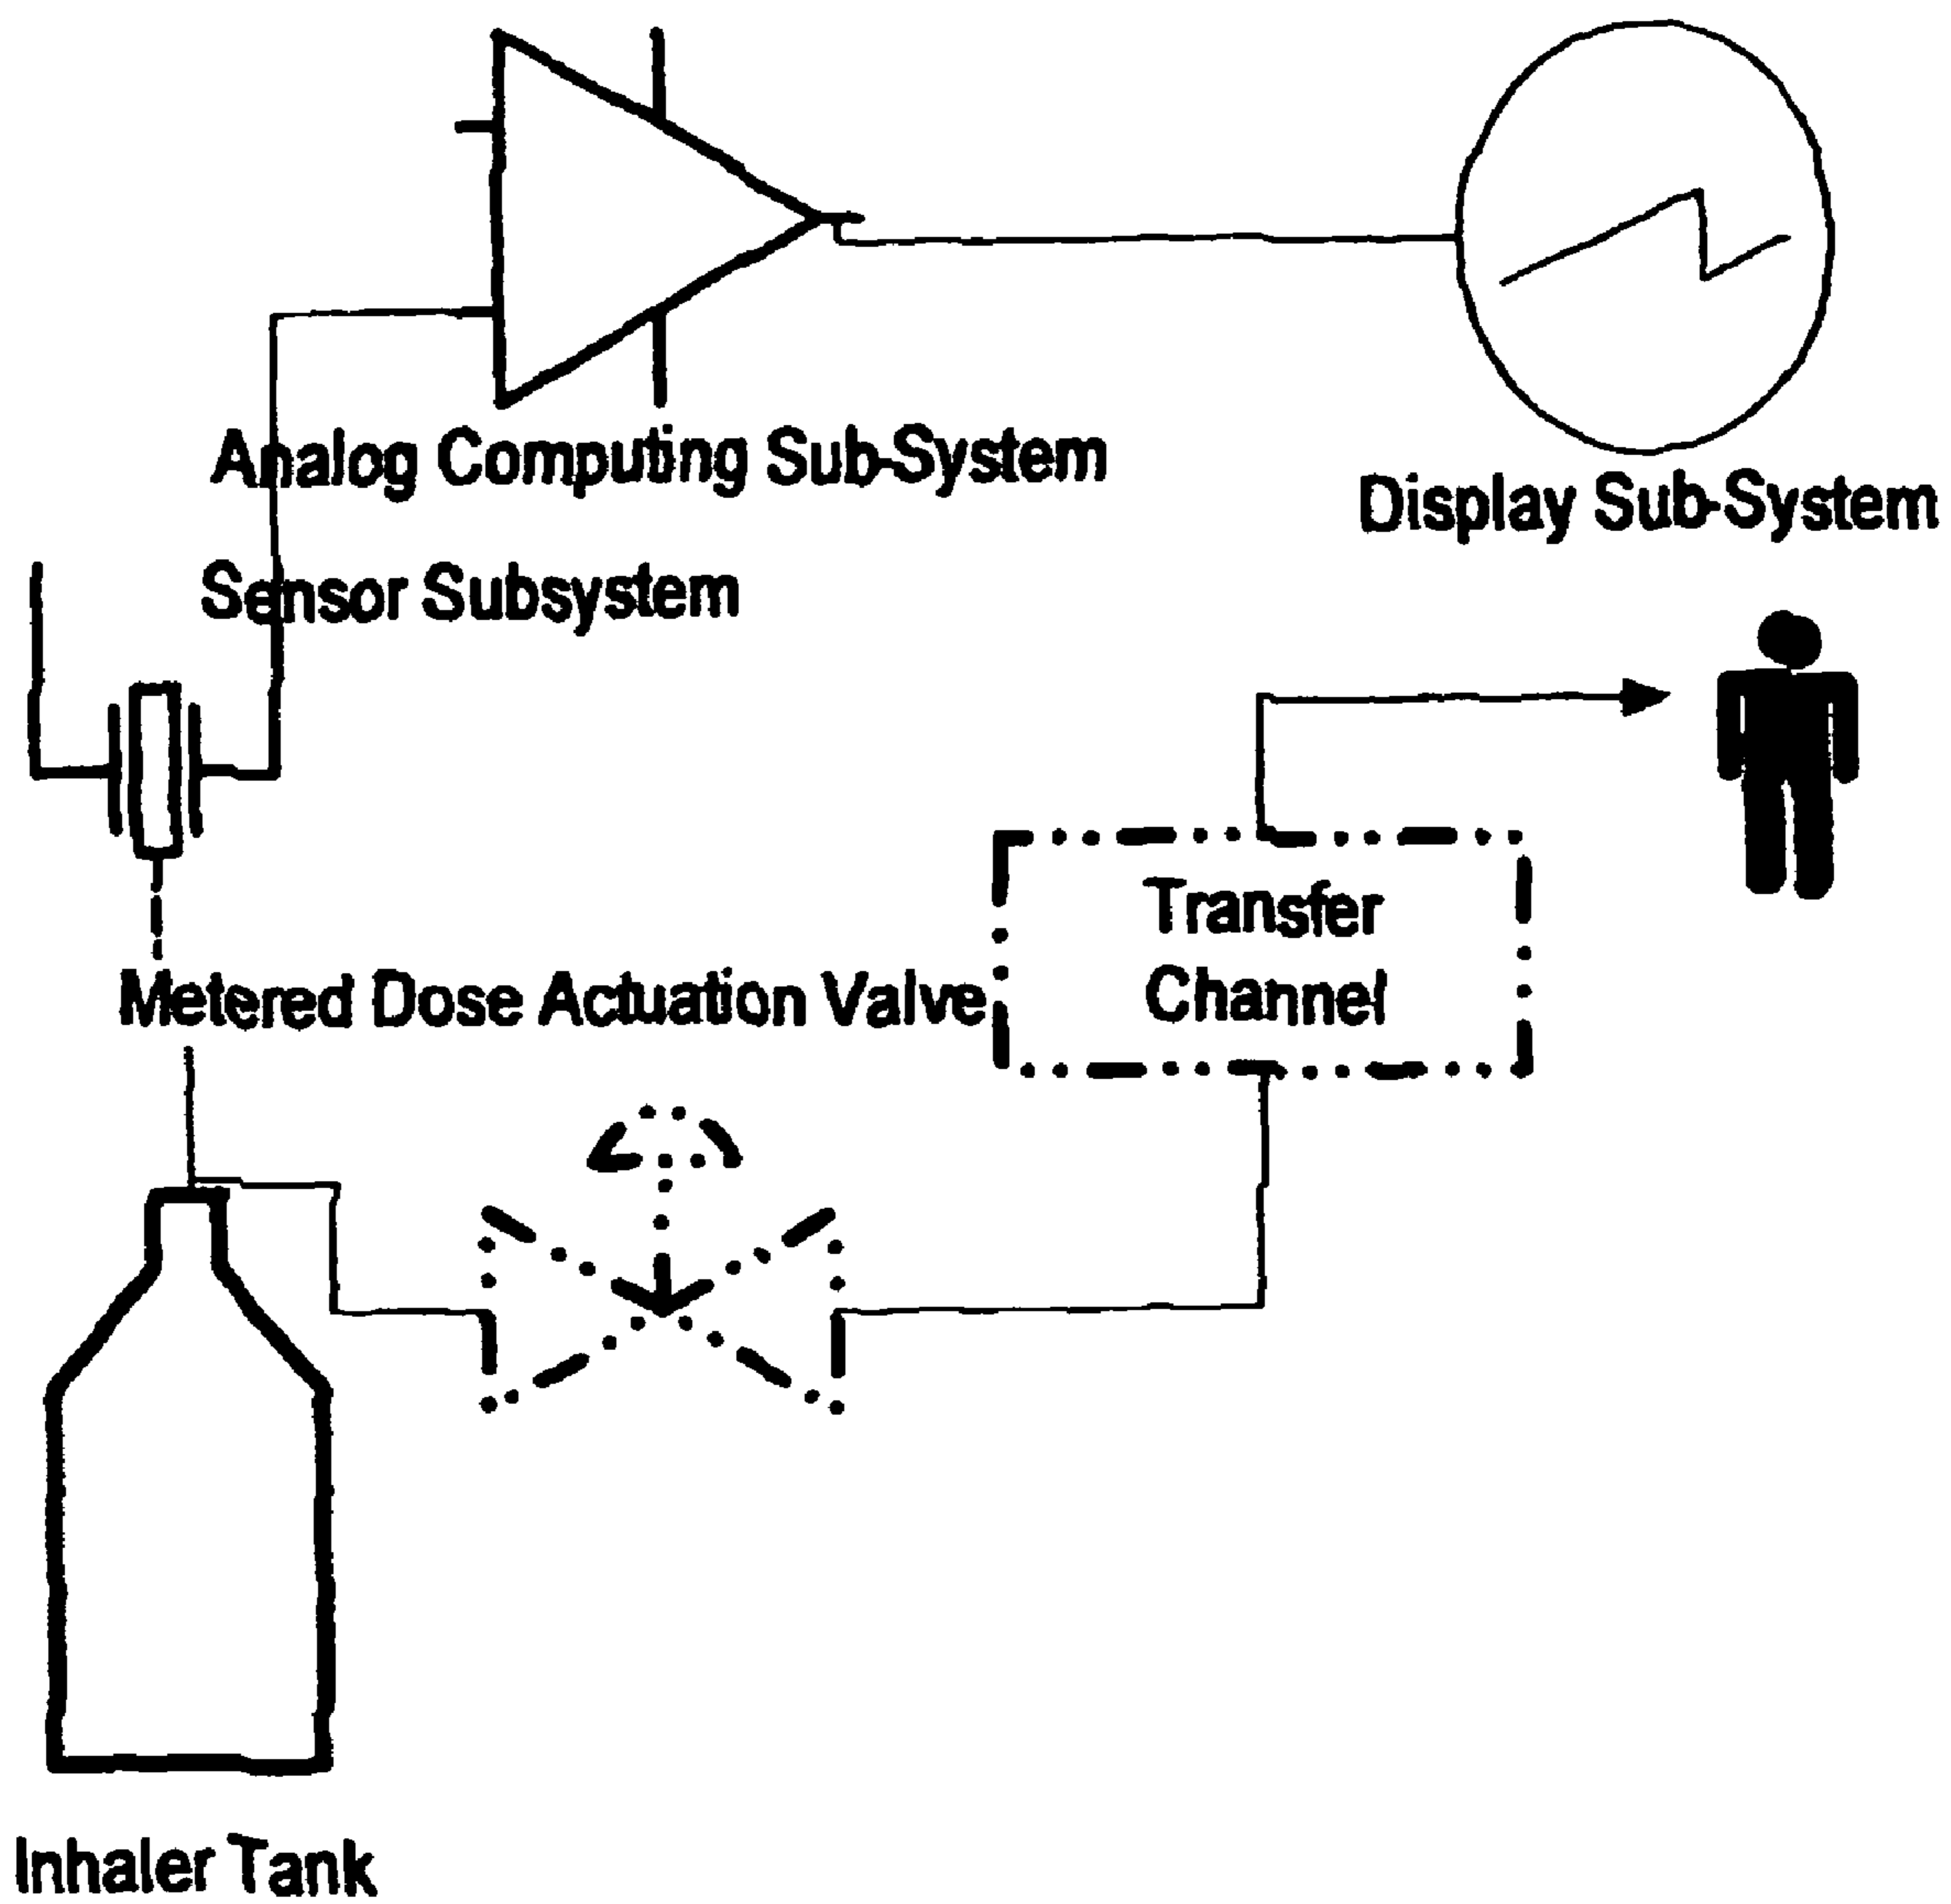 Analog Computing Sub-System
Display Sub-System
Sensor Subsystem
Transfer
Channel
Metered Dose Actuation Valve
Inhaler Tank